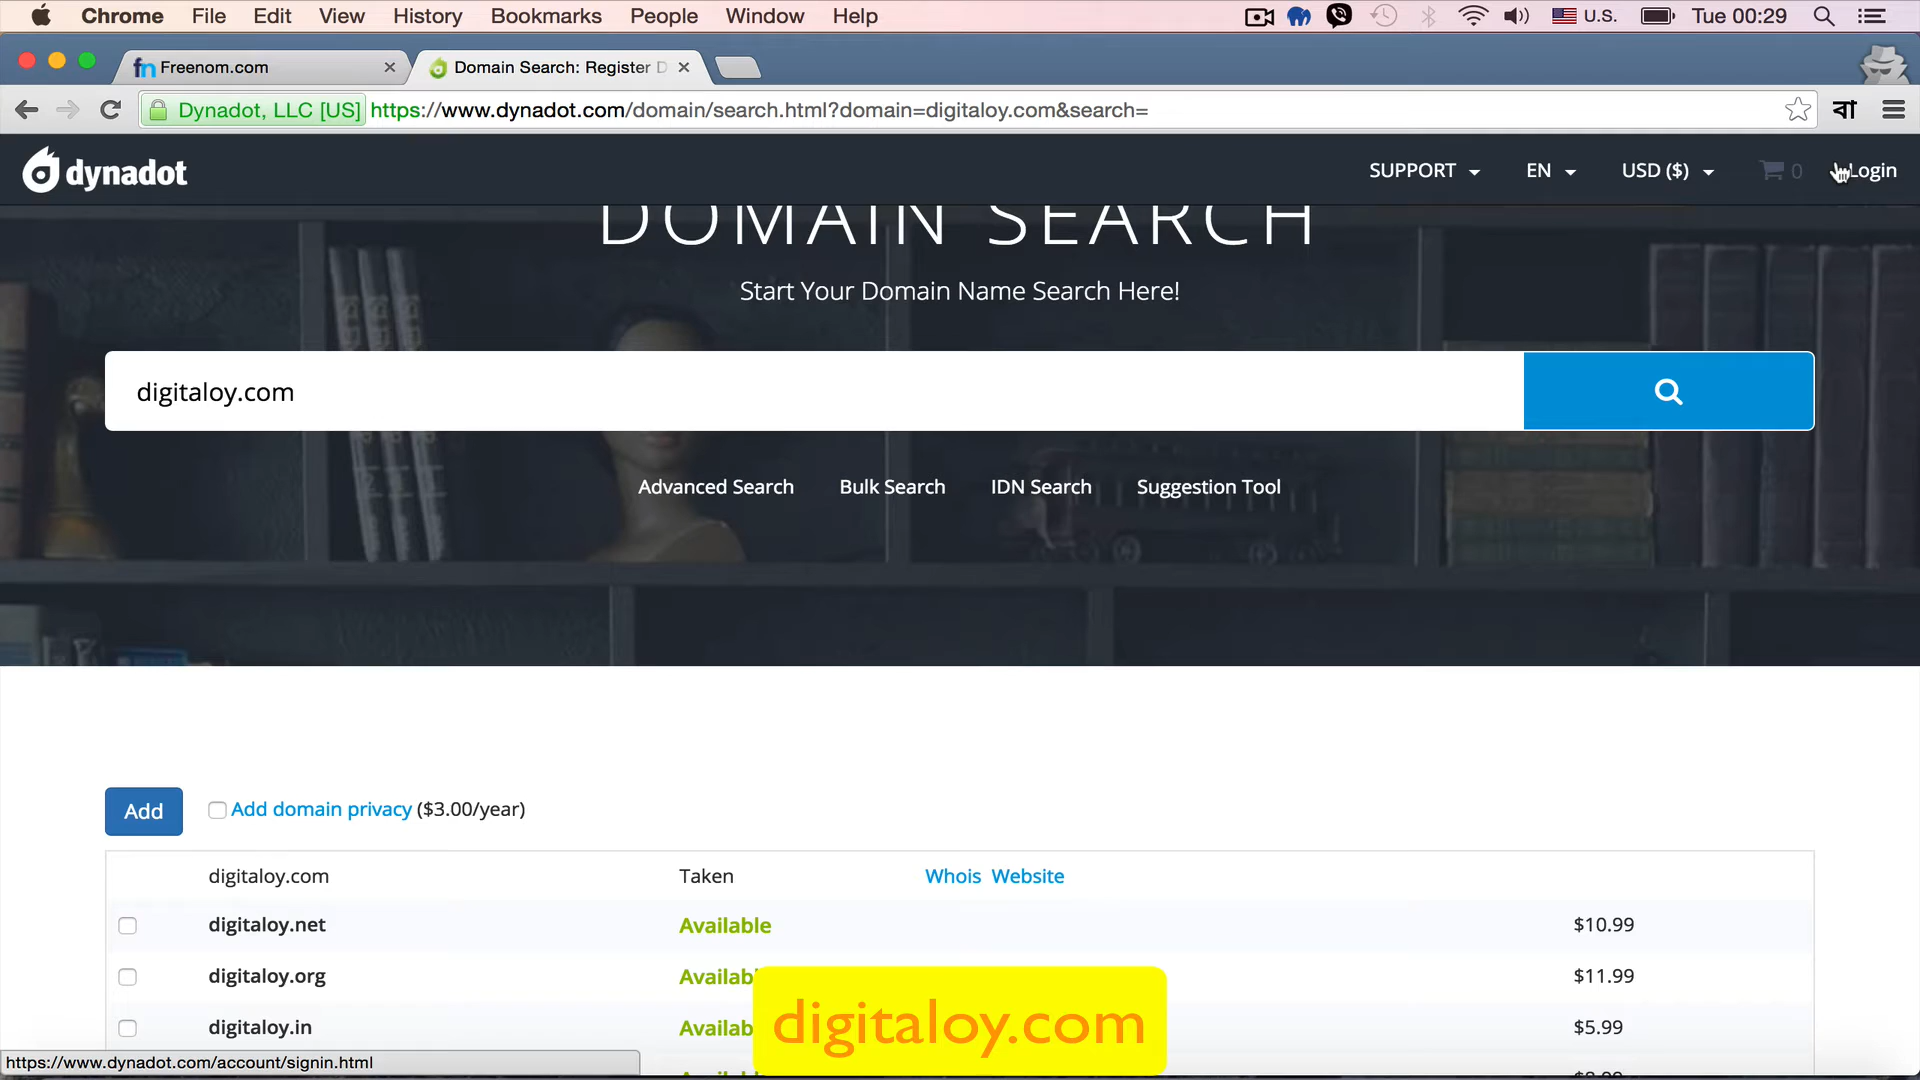 Chrome File Edit View History Bookmarks People Window Help U.S. Tue 00:29
Freenom.com Domain Search: Register D
Dynadot, LLC [US] https://www.dynadot.com/domain/search.html?domain=digitaloy.com&search= বা
dynadot SUPPORT EN USD ($) 0 Login
DOMAIN SEARCH
Start Your Domain Name Search Here!
digitaloy.com
Advanced Search Bulk Search IDN Search Suggestion Tool
Add Add domain privacy ($3.00/year)
digitaloy.com Taken Whois Website
digitaloy.net Available $10.99
digitaloy.org Availab $11.99
digitaloy.in Availab $5.99
digitaloy.com
https://www.dynadot.com/account/signin.html